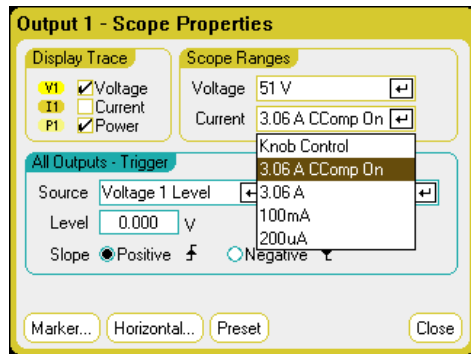 Output 1 - Scope Properties
Display Trace
Scope Ranges
V1 Voltage
I1 Current
P1 Power
Voltage 51 V
Current 3.06 A CComp On
Knob Control
3.06 A CComp On
3.06 A
100mA
200uA
All Outputs - Trigger
Source Voltage 1 Level
Level 0.000 V
Slope Positive Negative
Marker... Horizontal... Preset Close